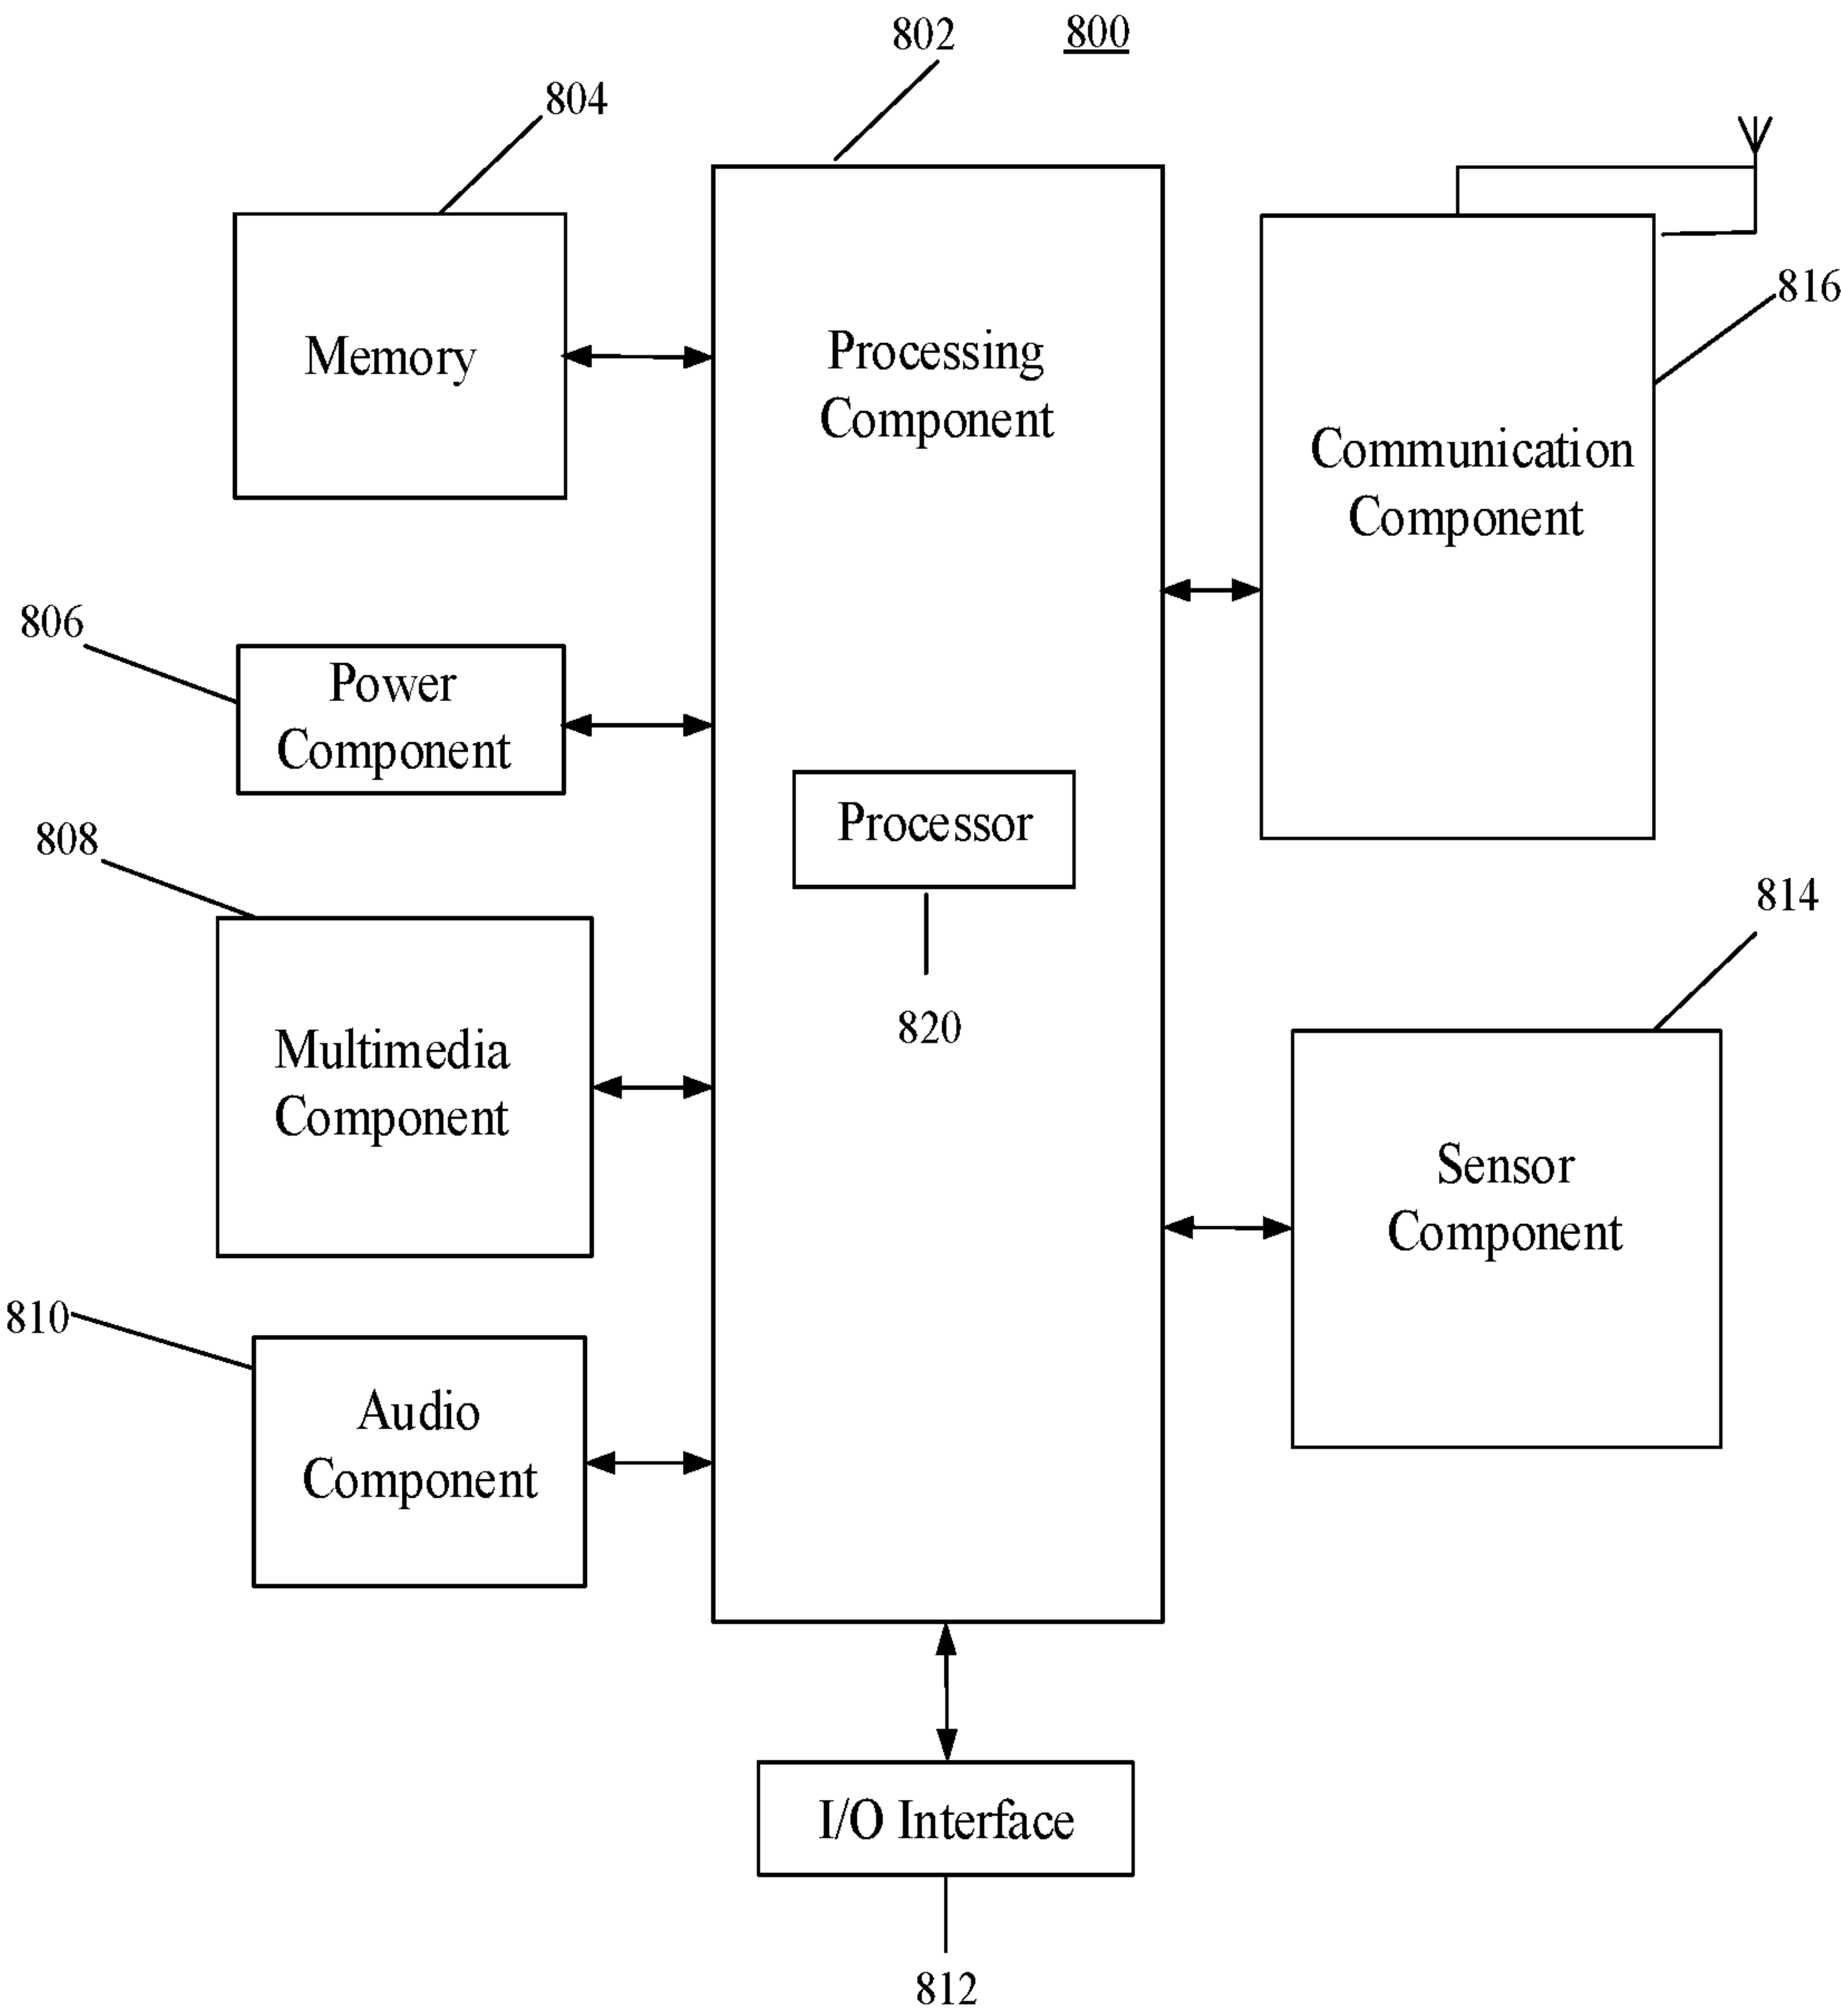 802
800
804
816
Memory
Processing
Component
Communication
Component
806
Power
Component
808
Processor
814
820
Multimedia
Component
Sensor
Component
810
Audio
Component
I/O Interface
812